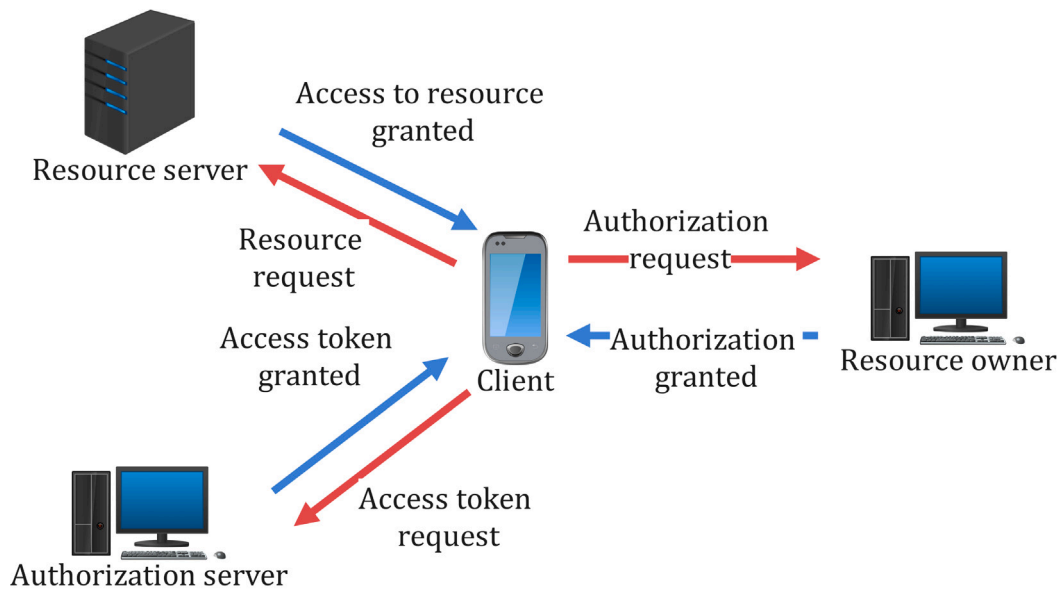 Access to resource
granted
Resource server
Resource
request
Authorization
request
Access token
granted
Authorization
granted
Client
Resource owner
Access token
request
Authorization server